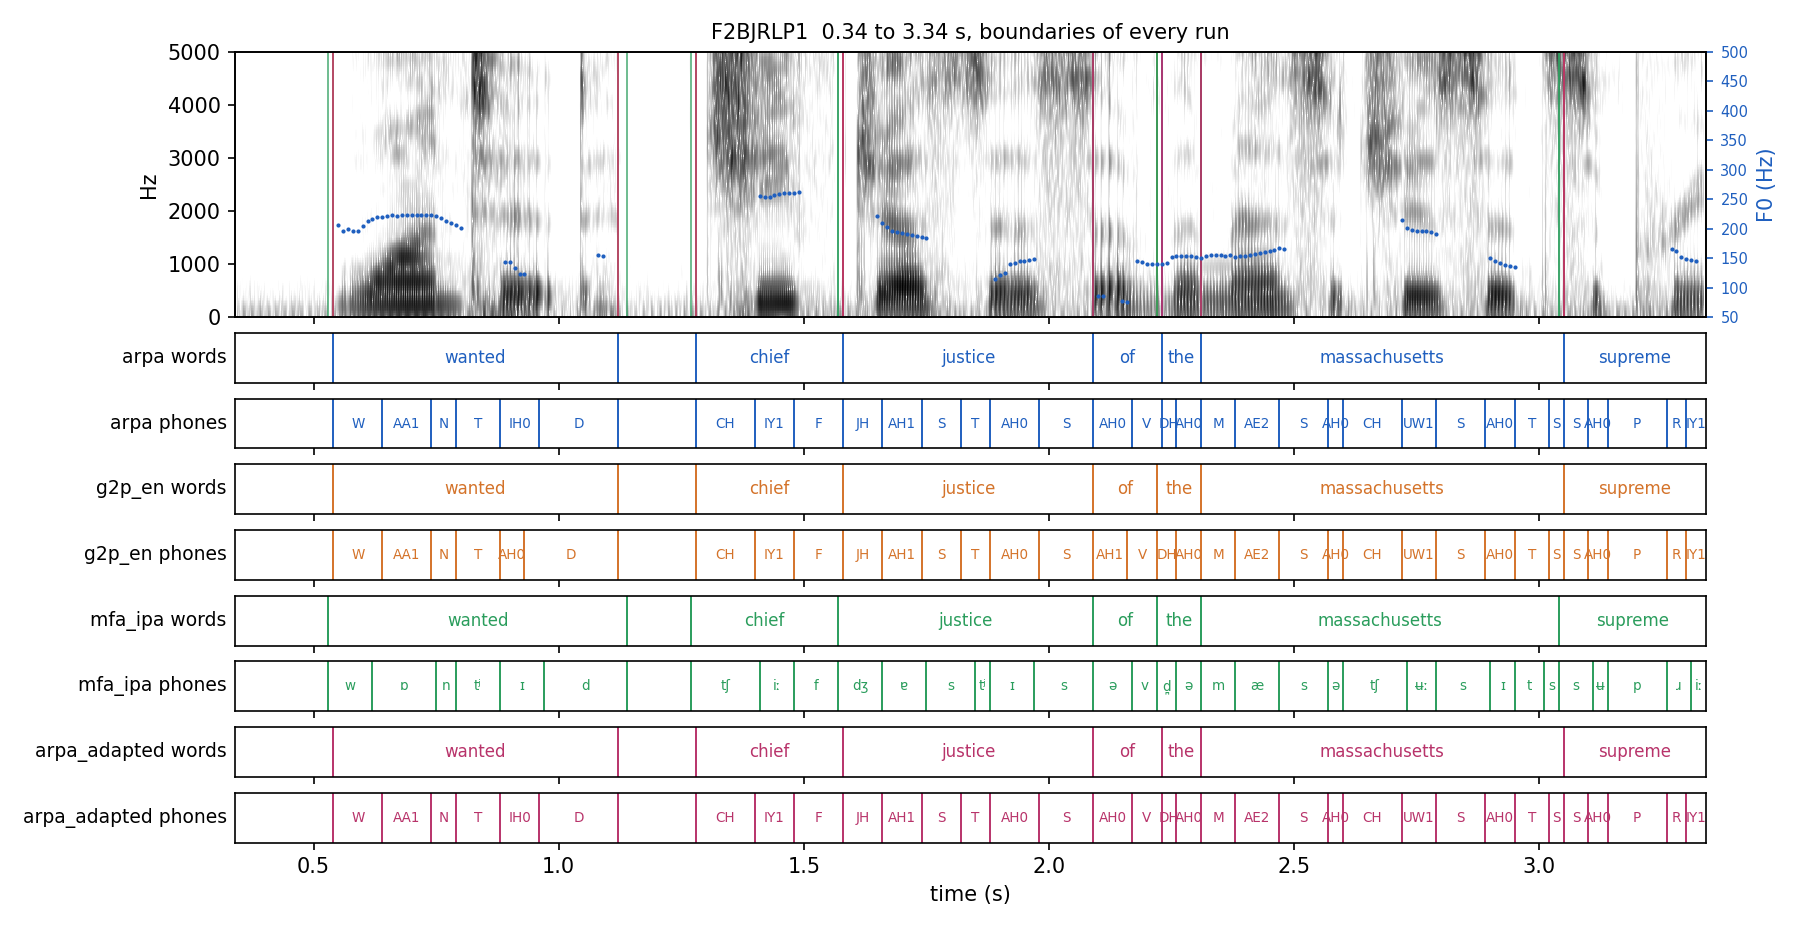 F2BJRLP1  0.34 to 3.34 s, boundaries of every run
5000
4000
3000
2000
1000
0
Hz
500
450
400
350
300
250
200
150
100
50
F0 (Hz)
arpa words wanted chief justice of the massachusetts supreme
arpa phones W AA1 N T IH0 D CH IY1 F JH AH1 S T AH0 S AH0 V DH AH0 M AE2 S AH0 CH UW1 S AH0 T S S AH0 P R IY1
g2p_en words wanted chief justice of the massachusetts supreme
g2p_en phones W AA1 N T AH0 D CH IY1 F JH AH1 S T AH0 S AH1 V DH AH0 M AE2 S AH0 CH UW1 S AH0 T S S AH0 P R IY1
mfa_ipa words wanted chief justice of the massachusetts supreme
mfa_ipa phones w ɒ n tʲ ɪ d tʃ iː f dʒ ɐ s tʲ ɪ s ə v d̪ ə m æ s ə tʃ ʉː s ɪ t s s ʉ p ɹ iː
arpa_adapted words wanted chief justice of the massachusetts supreme
arpa_adapted phones W AA1 N T IH0 D CH IY1 F JH AH1 S T AH0 S AH0 V DH AH0 M AE2 S AH0 CH UW1 S AH0 T S S AH0 P R IY1
0.5 1.0 1.5 2.0 2.5 3.0
time (s)